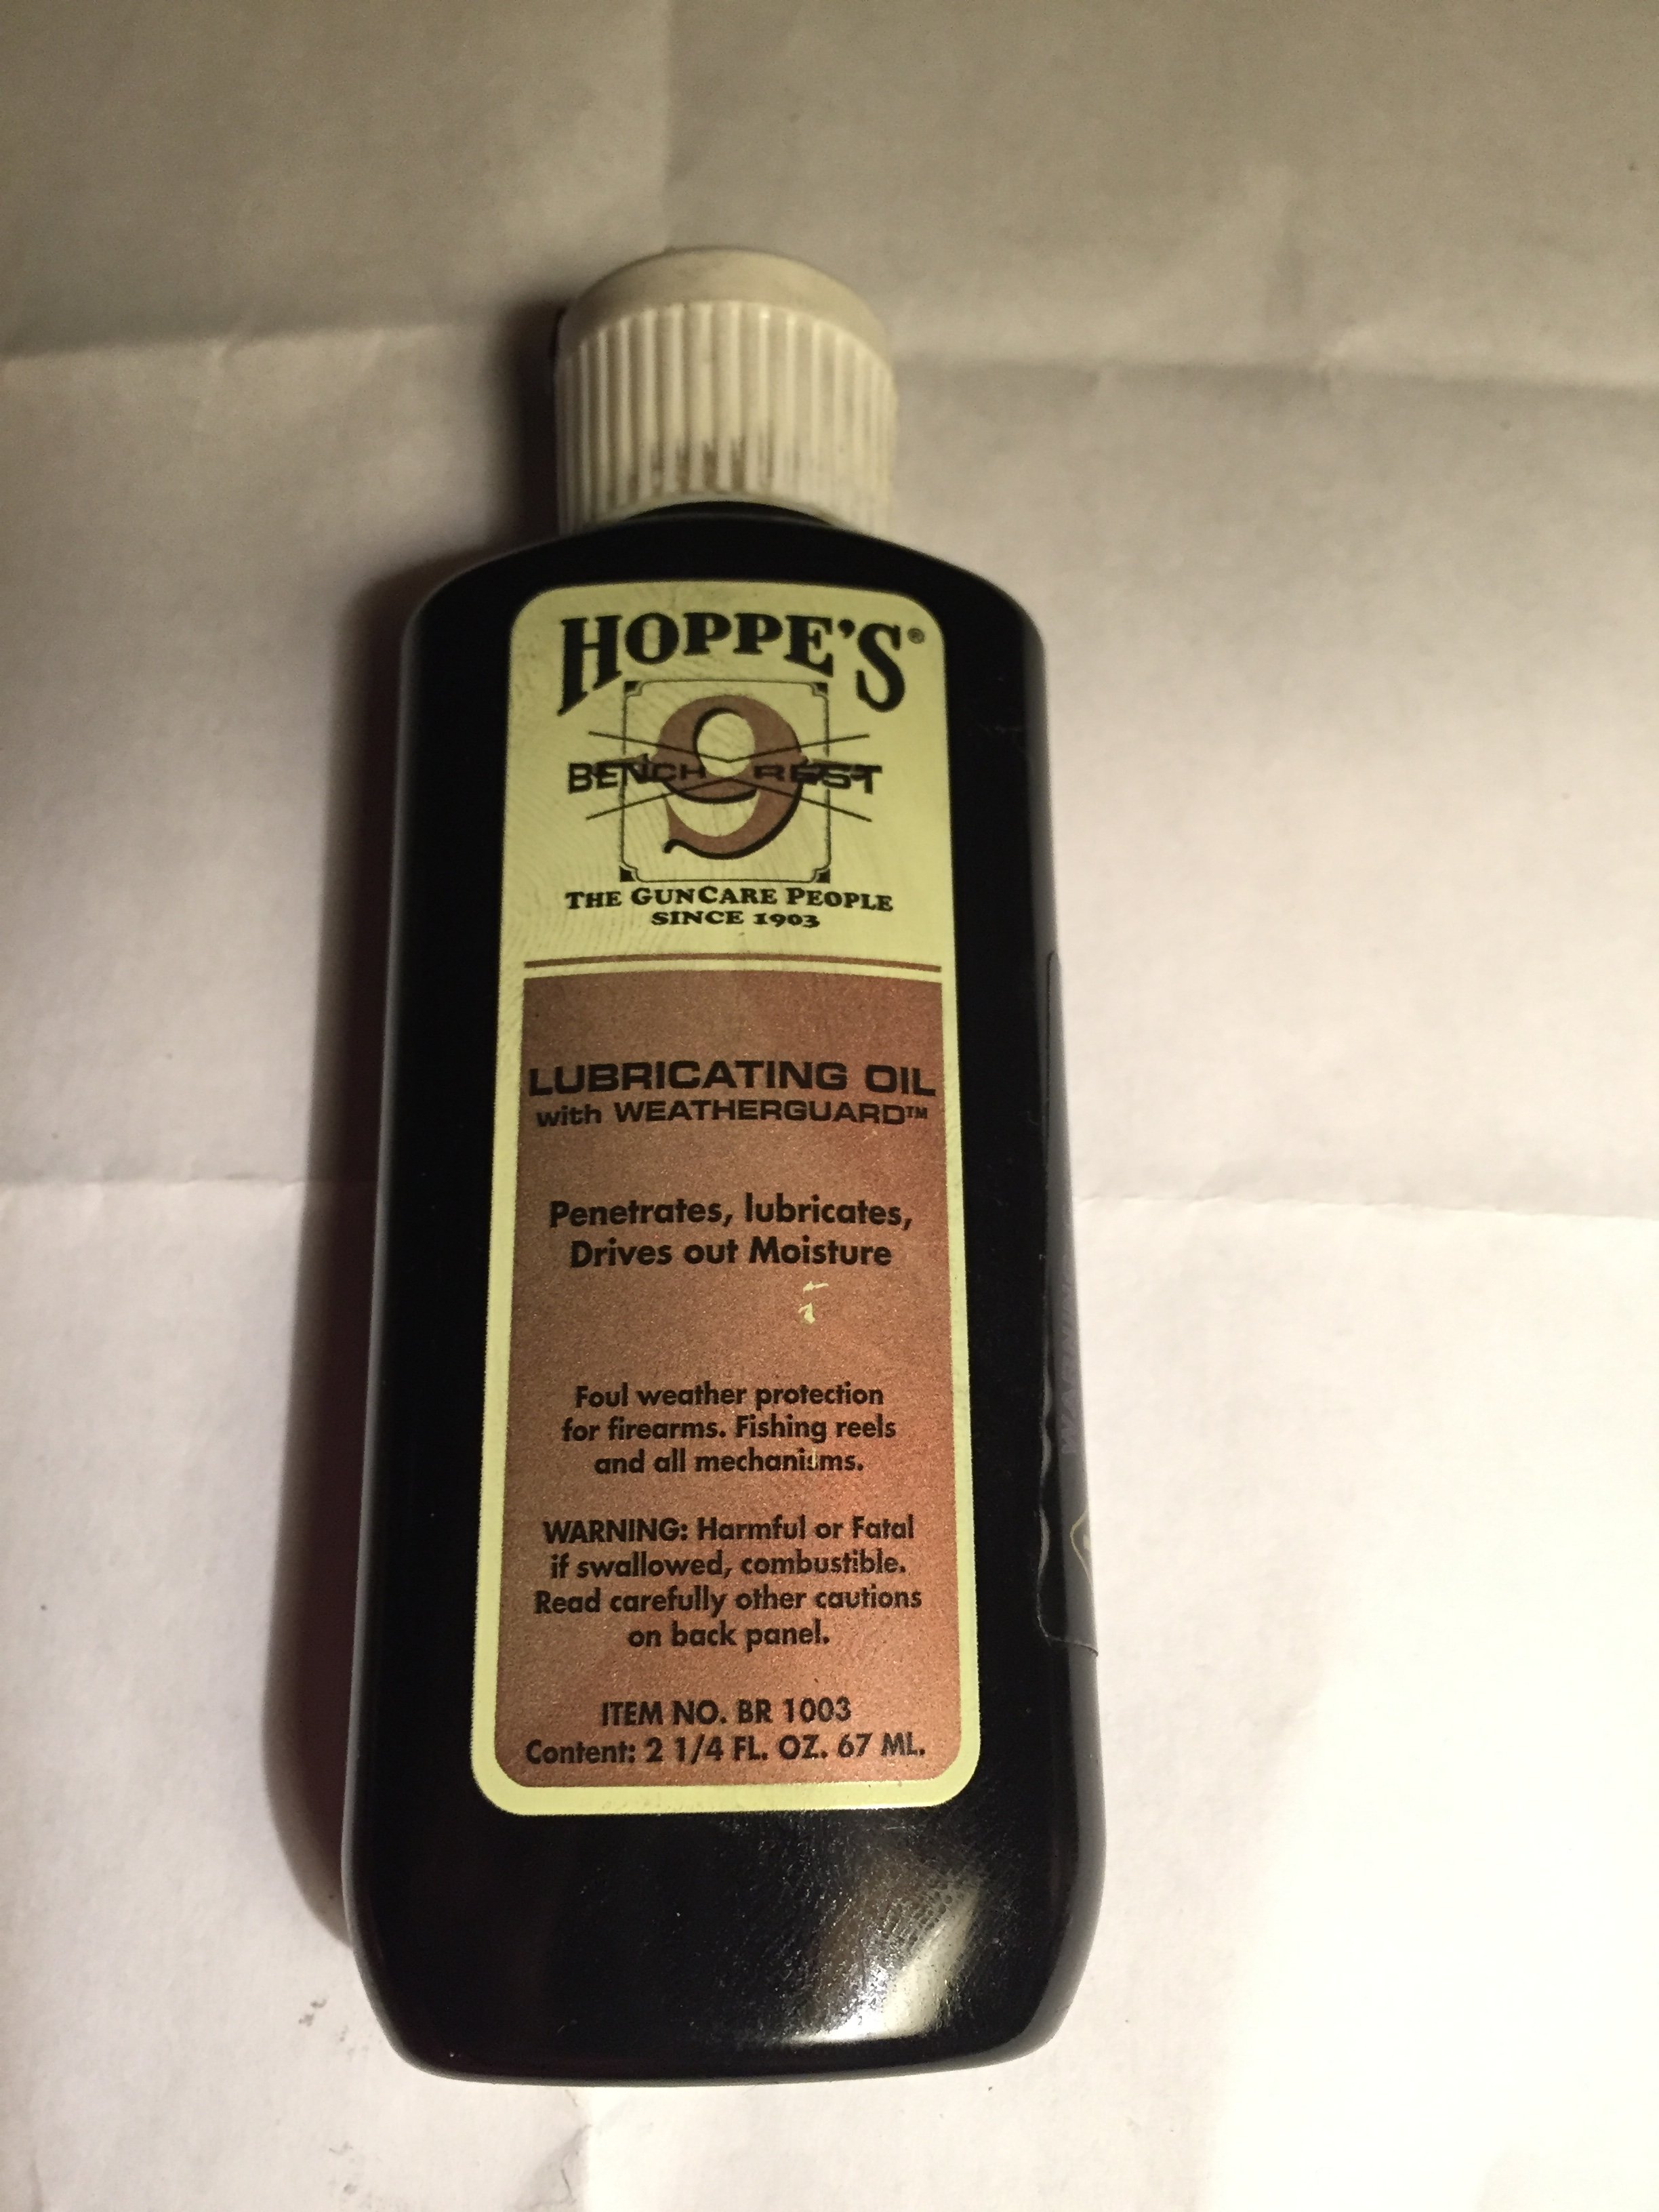 HOPPE'S®
9
BENCH REST
THE GUNCARE PEOPLE
SINCE 1903
LUBRICATING OIL
with WEATHERGUARD™
Penetrates, lubricates,
Drives out Moisture
Foul weather protection
for firearms. Fishing reels
and all mechanisms.
WARNING: Harmful or Fatal
if swallowed, combustible.
Read carefully other cautions
on back panel.
ITEM NO. BR 1003
Content: 2 1/4 FL. OZ. 67 ML.